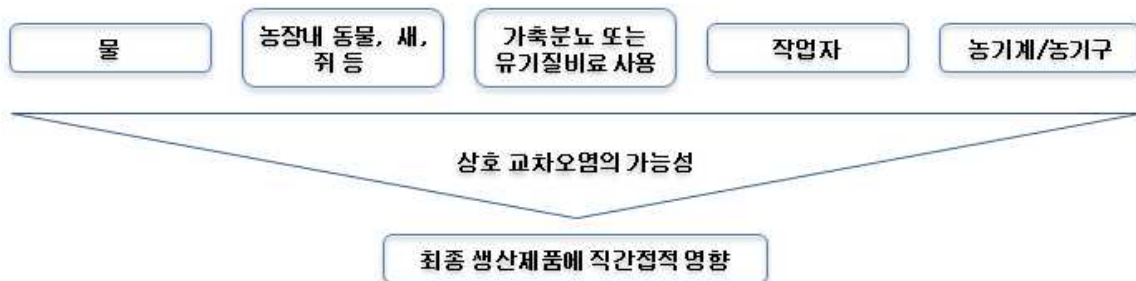 물
농장내 동물, 새,
쥐 등
가축분뇨 또는
유기질비료 사용
작업자
농기계/농기구
상호 교차오염의 가능성
최종 생산제품에 직간접적 영향